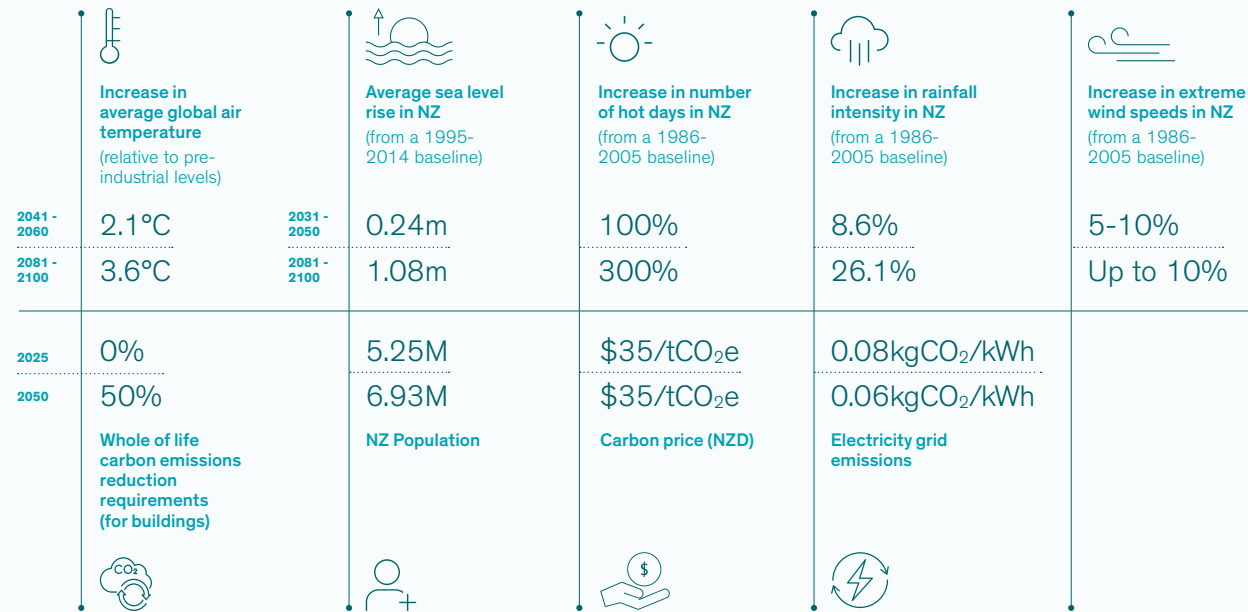 Increase in
average global air
temperature
(relative to pre-
industrial levels)
Average sea level
rise in NZ
(from a 1995-
2014 baseline)
Increase in number
of hot days in NZ
(from a 1986-
2005 baseline)
Increase in rainfall
intensity in NZ
(from a 1986-
2005 baseline)
Increase in extreme
wind speeds in NZ
(from a 1986-
2005 baseline)
2041 -
2060
2.1°C
2031 -
2050
0.24m
100%
8.6%
5-10%
2081 -
2100
3.6°C
2081 -
2100
1.08m
300%
26.1%
Up to 10%
2025
0%
5.25M
$35/tCO₂e
0.08kgCO₂/kWh
2050
50%
6.93M
$35/tCO₂e
0.06kgCO₂/kWh
Whole of life
carbon emissions
reduction
requirements
(for buildings)
NZ Population
Carbon price (NZD)
Electricity grid
emissions
CO₂
$